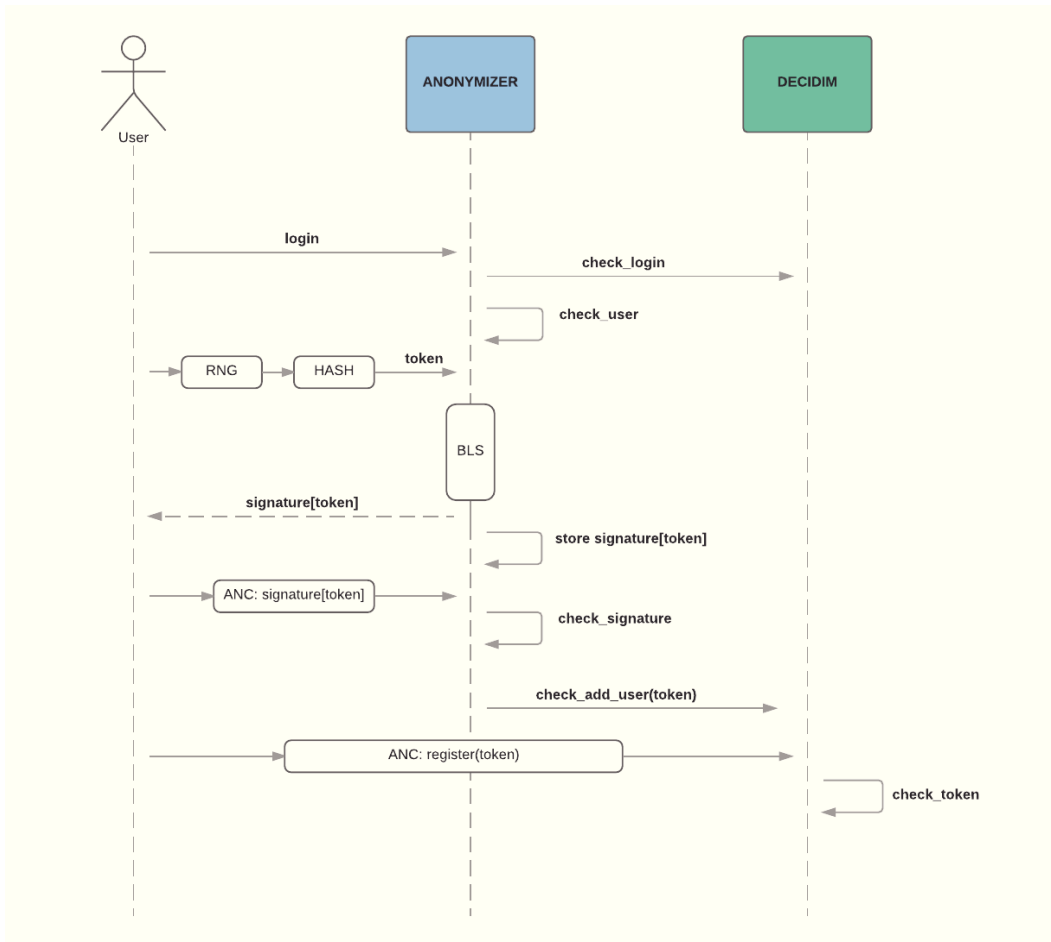 ANONYMIZER
DECIDIM
User
login
check_login
check_user
token
RNG
HASH
BLS
signature[token]
store signature[token]
ANC: signature[token]
check_signature
check_add_user(token)
ANC: register(token)
check_token